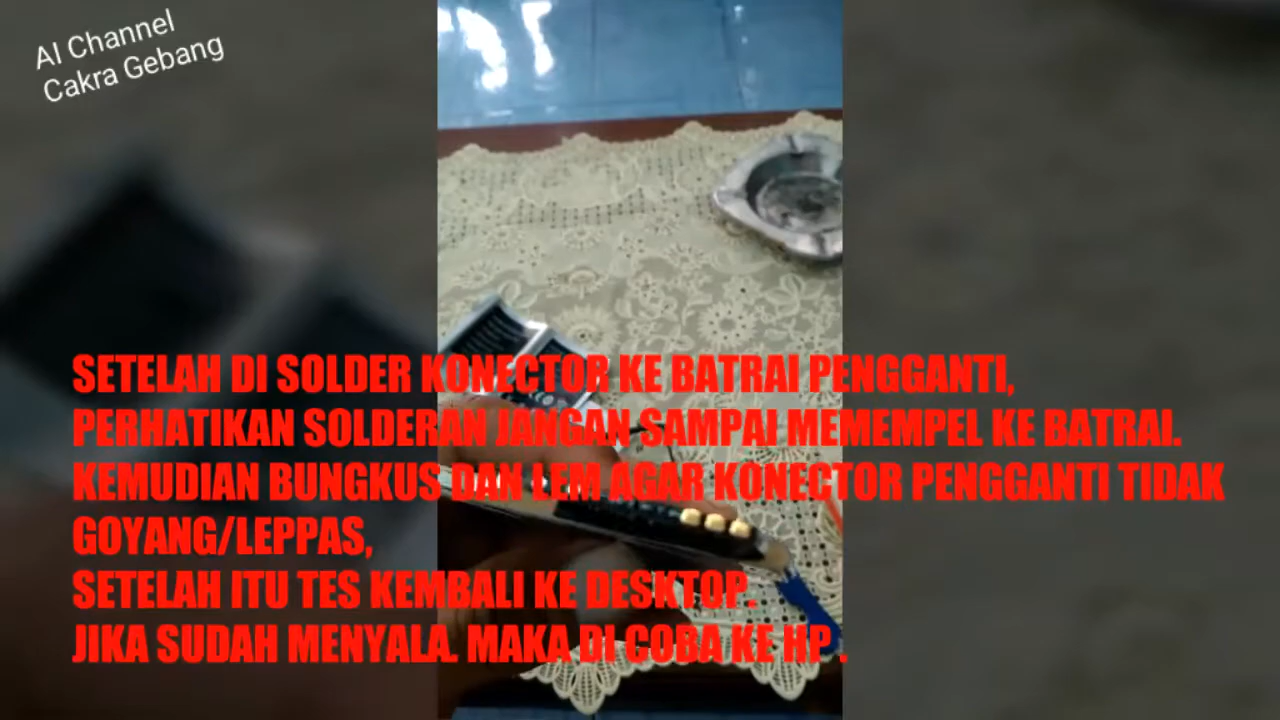 AI Channel
Cakra Gebang
SETELAH DI SOLDER KONECTOR KE BATRAI PENGGANTI,
PERHATIKAN SOLDERAN JANGAN SAMPAI MEMEMPEL KE BATRAI.
KEMUDIAN BUNGKUS DAN LEM AGAR KONECTOR PENGGANTI TIDAK
GOYANG/LEPPAS,
SETELAH ITU TES KEMBALI KE DESKTOP.
JIKA SUDAH MENYALA. MAKA DI COBA KE HP .